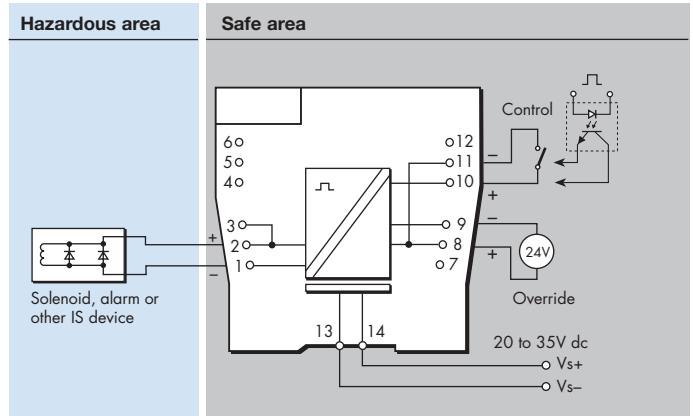 Hazardous area
Safe area
Control
6
5
4
3
2
1
12
11
10
9
8
7
−
+
−
+
+
−
24V
Override
Solenoid, alarm or
other IS device
13
14
20 to 35V dc
Vs+
Vs−